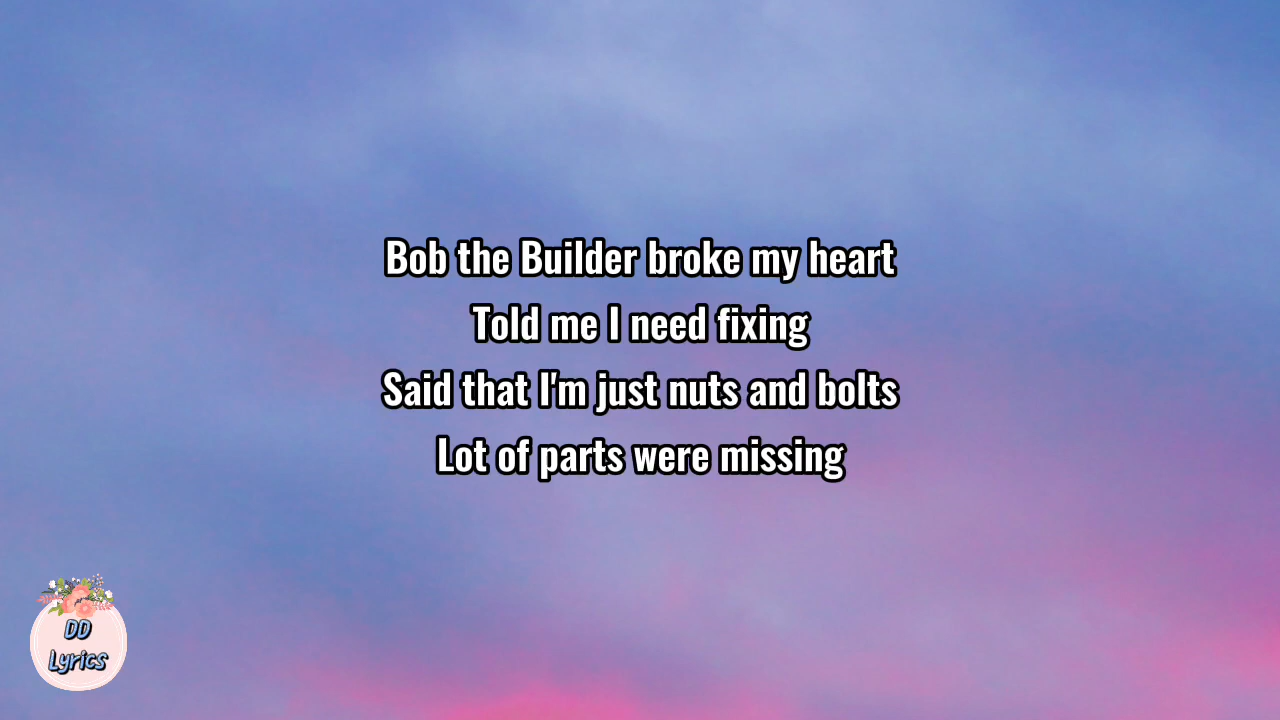 Bob the Builder broke my heart
Told me I need fixing
Said that I'm just nuts and bolts
Lot of parts were missing
DD
Lyrics